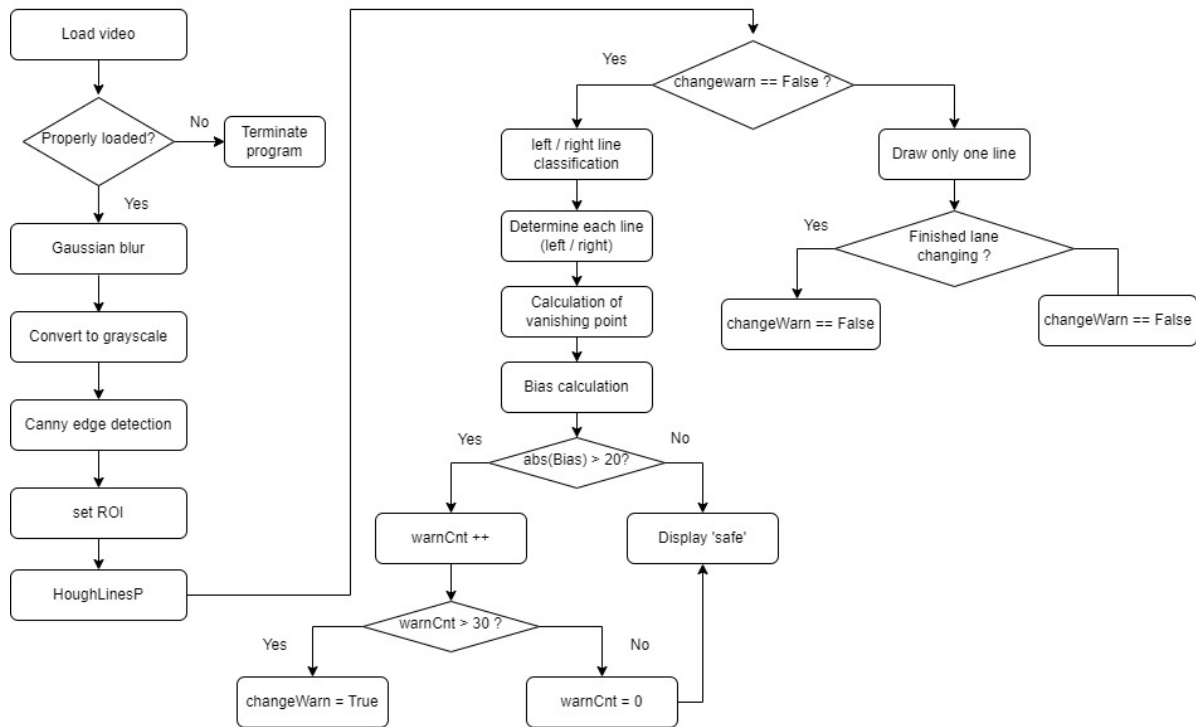 Load video
Properly loaded?
No
Terminate
program
Yes
Gaussian blur
Convert to grayscale
Canny edge detection
set ROI
HoughLinesP
changewarn == False ?
Yes
left / right line
classification
Determine each line
(left / right)
Calculation of
vanishing point
Bias calculation
abs(Bias) > 20?
Yes
No
warnCnt ++
Display 'safe'
warnCnt > 30 ?
Yes
No
changeWarn = True
warnCnt = 0
Draw only one line
Finished lane
changing ?
Yes
changeWarn == False
changeWarn == False